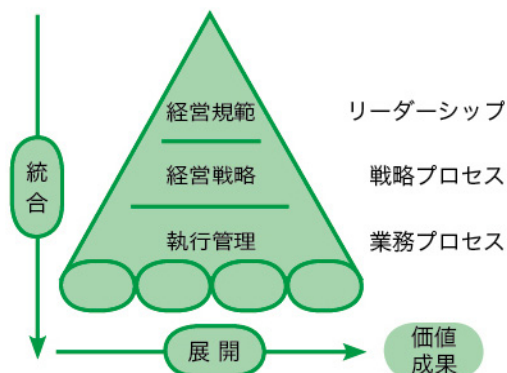 経営規範
リーダーシップ
経営戦略
戦略プロセス
統合
執行管理
業務プロセス
展開
価値
成果